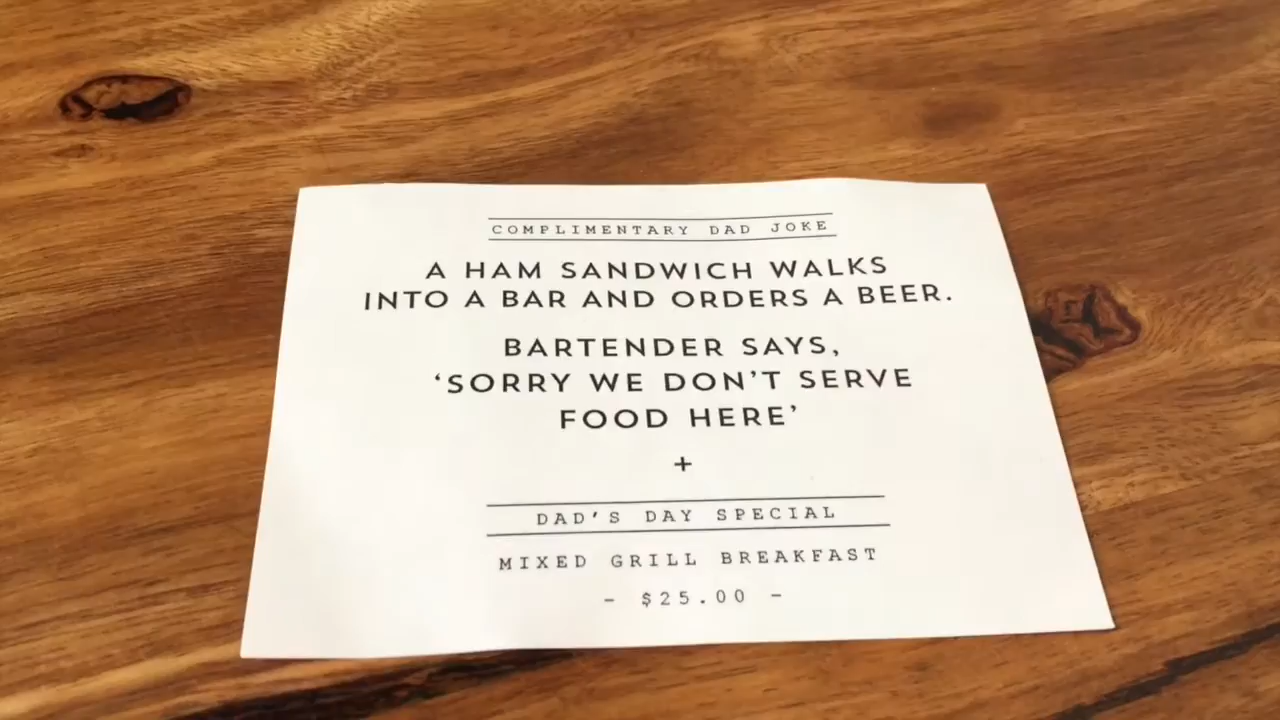 COMPLIMENTARY DAD JOKE
A HAM SANDWICH WALKS
INTO A BAR AND ORDERS A BEER.
BARTENDER SAYS,
‘SORRY WE DON’T SERVE
FOOD HERE’
+
DAD’S DAY SPECIAL
MIXED GRILL BREAKFAST
- $25.00 -